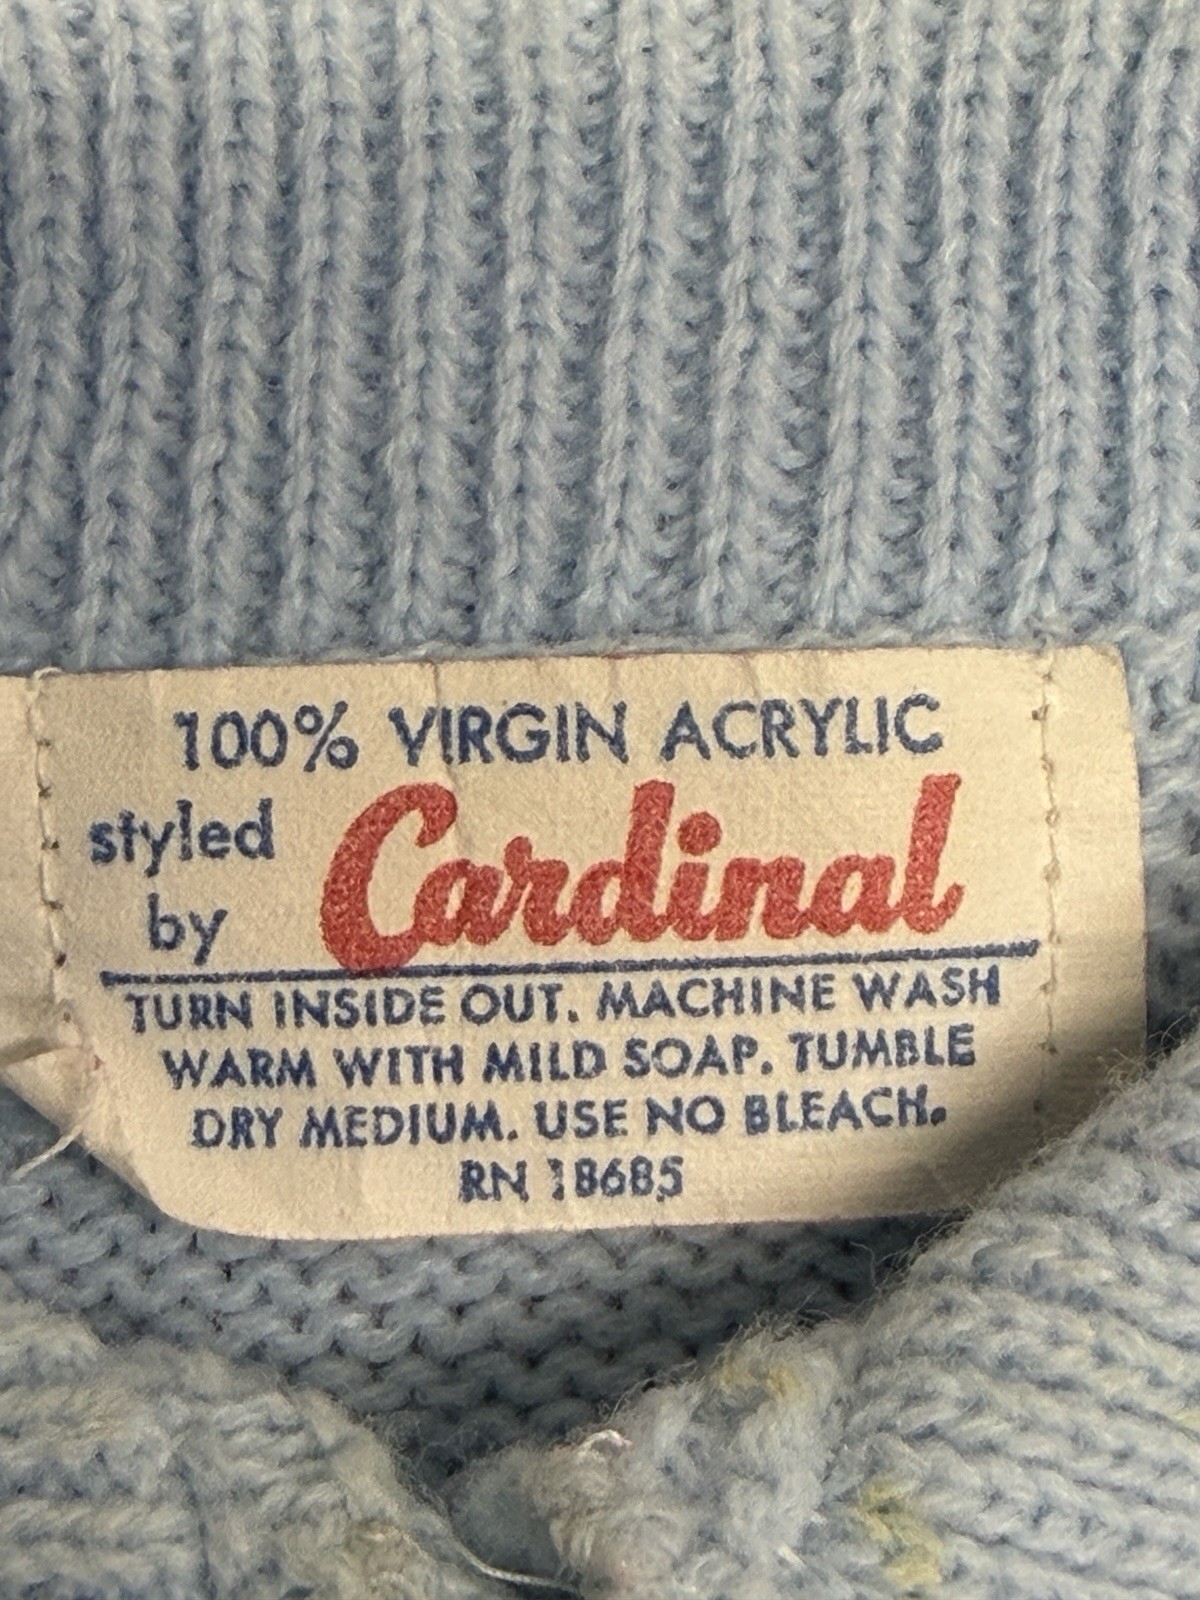 100% VIRGIN ACRYLIC
styled by Cardinal
TURN INSIDE OUT. MACHINE WASH
WARM WITH MILD SOAP. TUMBLE
DRY MEDIUM. USE NO BLEACH.
RN 18685